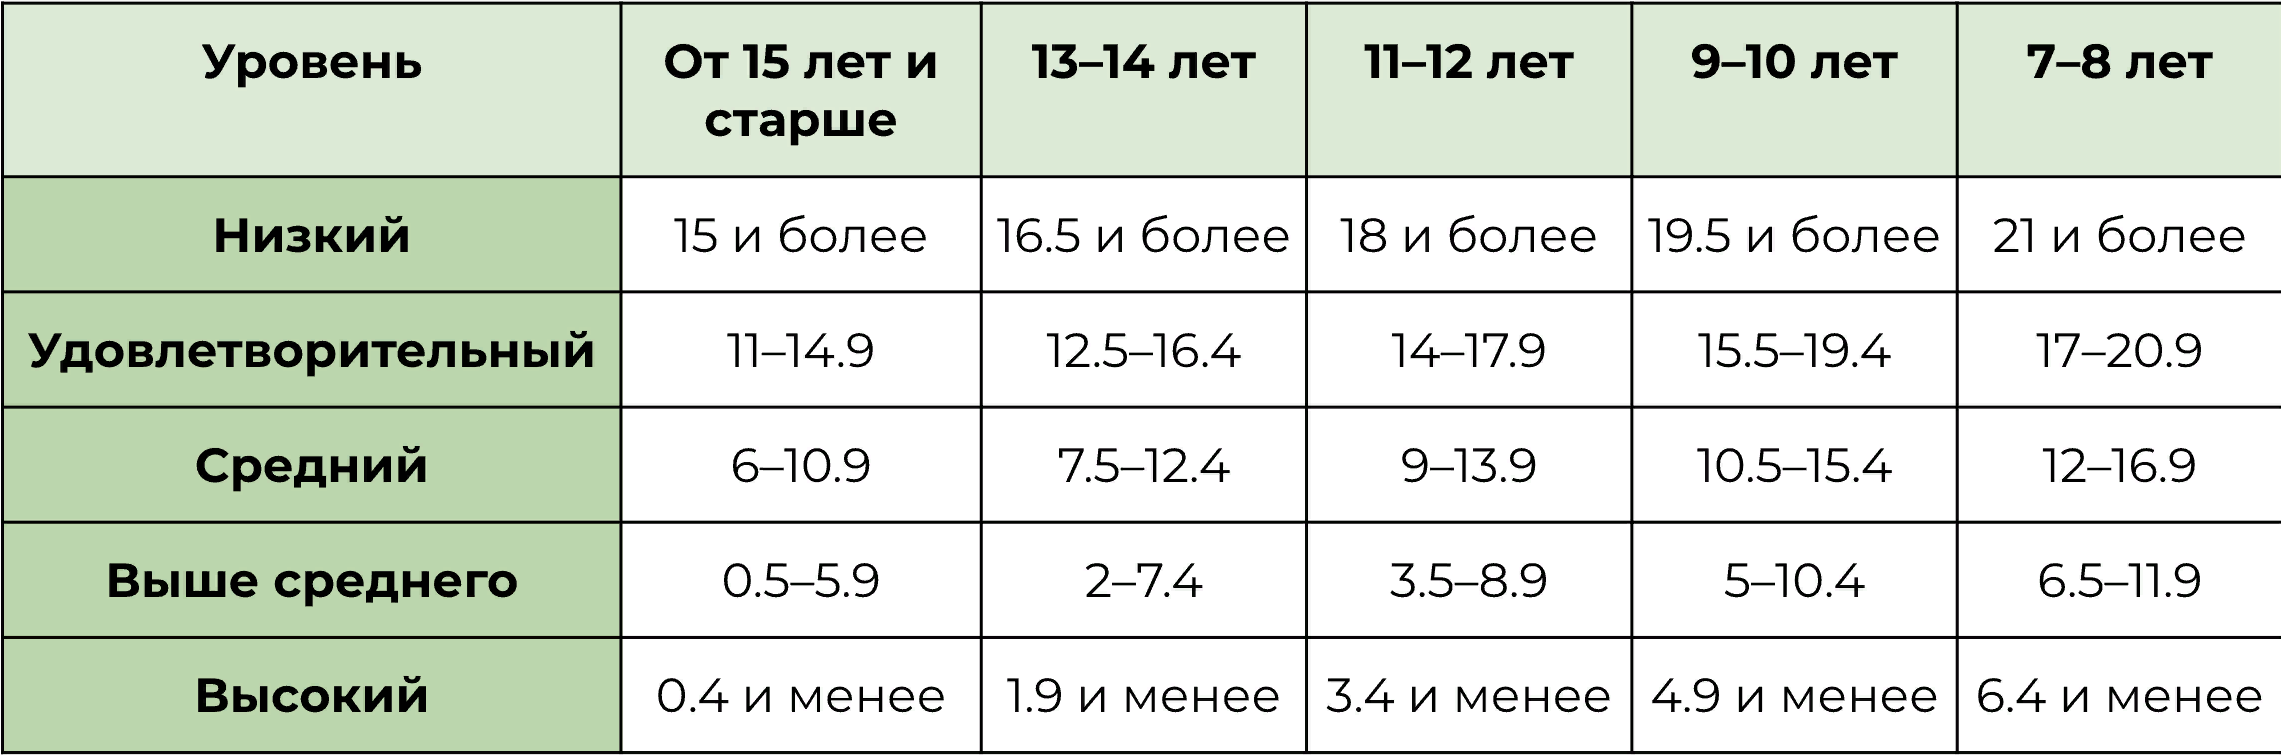 Уровень От 15 лет и старше 13–14 лет 11–12 лет 9–10 лет 7–8 лет
Низкий 15 и более 16.5 и более 18 и более 19.5 и более 21 и более
Удовлетворительный 11–14.9 12.5–16.4 14–17.9 15.5–19.4 17–20.9
Средний 6–10.9 7.5–12.4 9–13.9 10.5–15.4 12–16.9
Выше среднего 0.5–5.9 2–7.4 3.5–8.9 5–10.4 6.5–11.9
Высокий 0.4 и менее 1.9 и менее 3.4 и менее 4.9 и менее 6.4 и менее